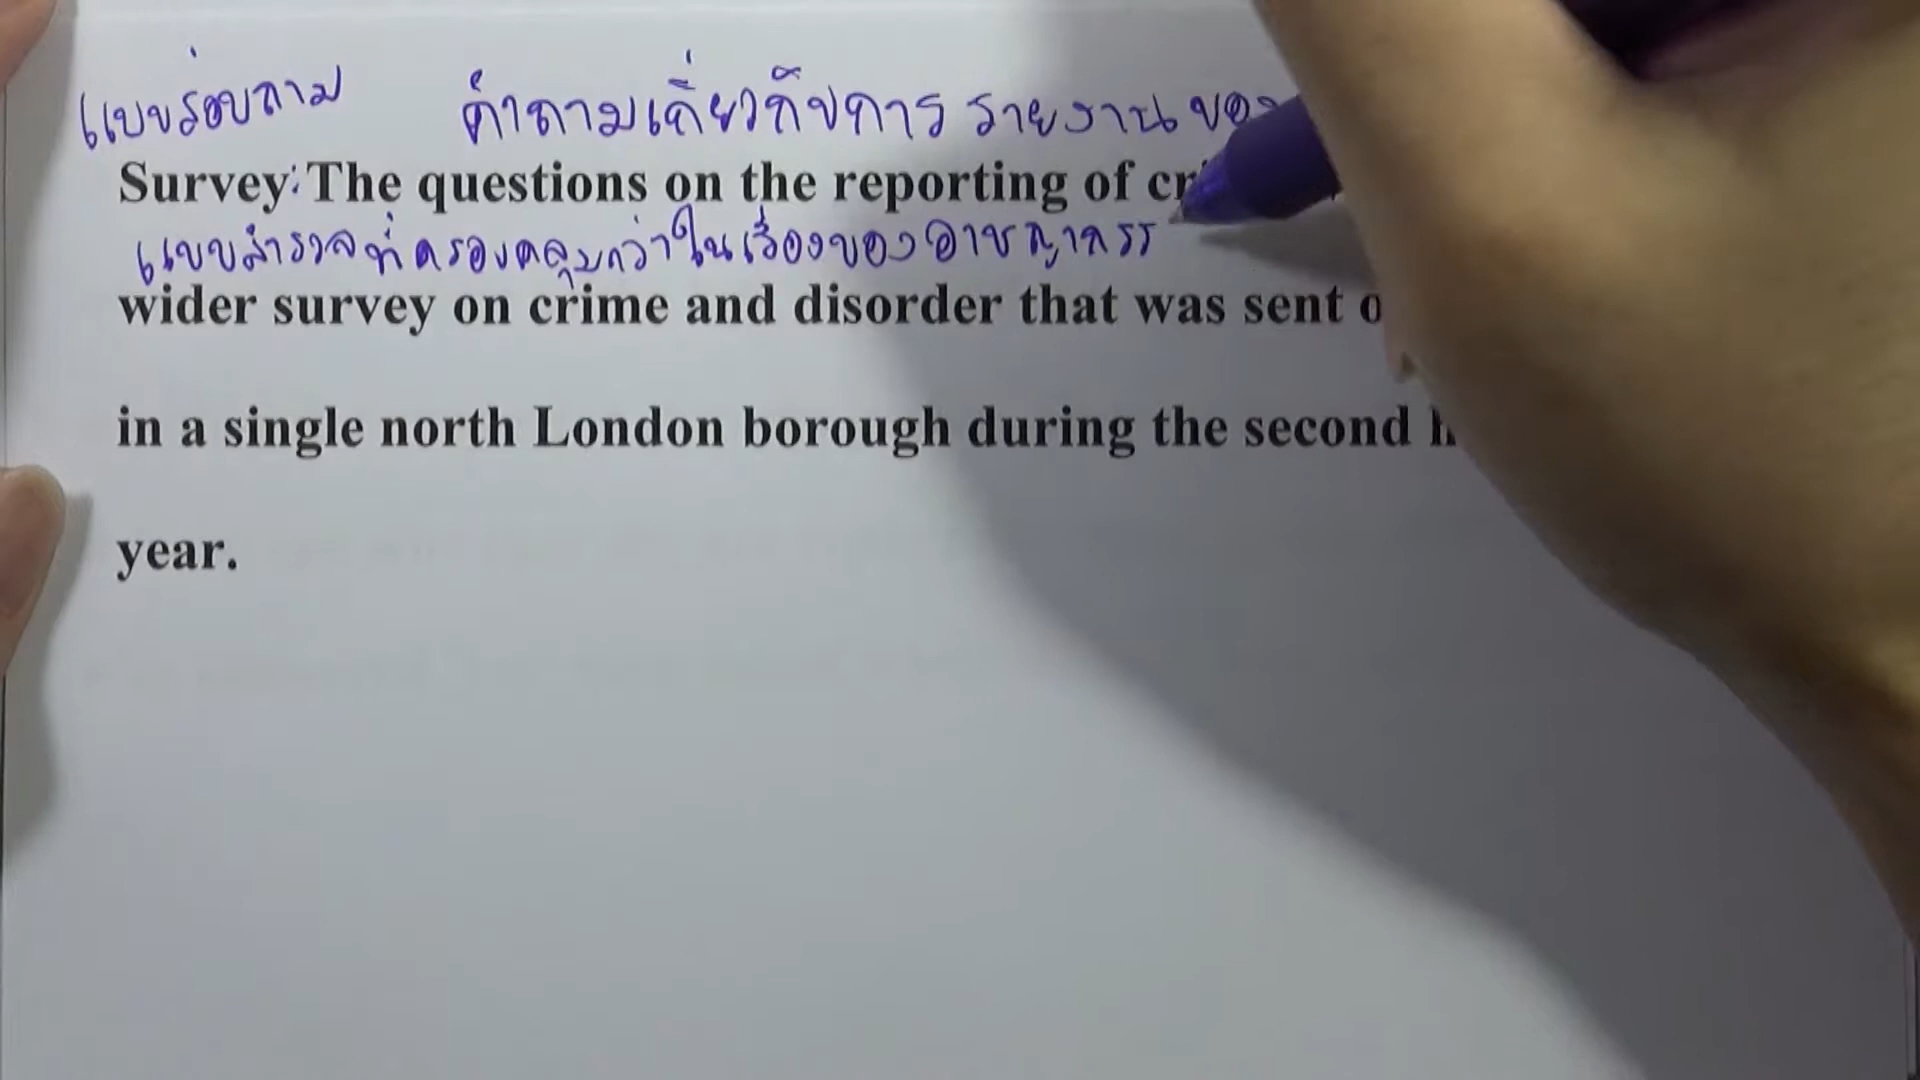 แบบสอบถาม คำถามเกี่ยวกับการ รายงาน ของ
Survey: The questions on the reporting of
แบบสำรวจที่ครอบคลุมกว่าในเรื่องของอาชญากรร
wider survey on crime and disorder that was sent
in a single north London borough during the second
year.